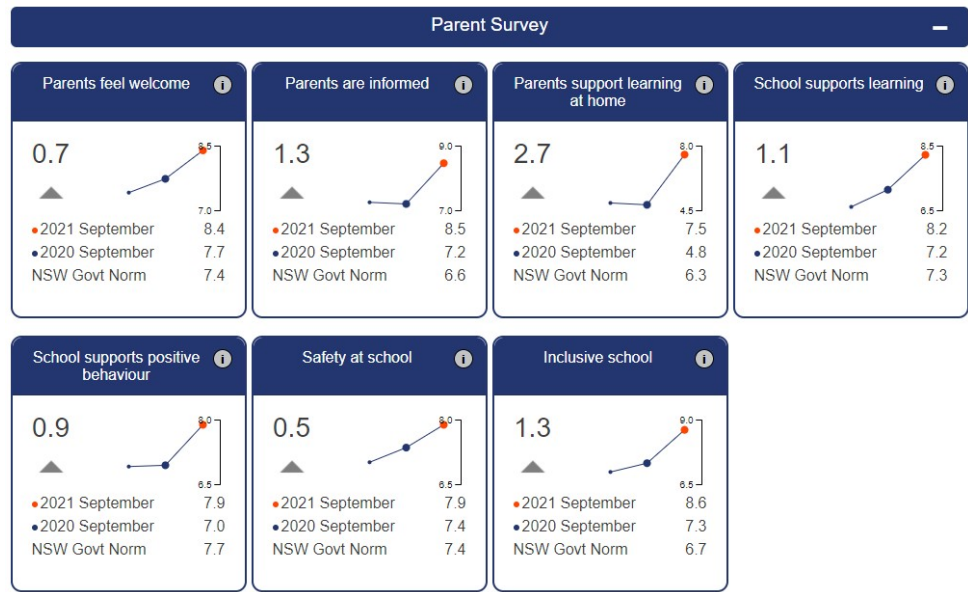 Parent Survey
Parents feel welcome
0.7
8.5
7.0
2021 September 8.4
2020 September 7.7
NSW Govt Norm 7.4
Parents are informed
1.3
9.0
7.0
2021 September 8.5
2020 September 7.2
NSW Govt Norm 6.6
Parents support learning
at home
2.7
8.0
4.5
2021 September 7.5
2020 September 4.8
NSW Govt Norm 6.3
School supports learning
1.1
8.5
6.5
2021 September 8.2
2020 September 7.2
NSW Govt Norm 7.3
School supports positive
behaviour
0.9
8.0
6.5
2021 September 7.9
2020 September 7.0
NSW Govt Norm 7.7
Safety at school
0.5
8.0
6.5
2021 September 7.9
2020 September 7.4
NSW Govt Norm 7.4
Inclusive school
1.3
9.0
6.5
2021 September 8.6
2020 September 7.3
NSW Govt Norm 6.7